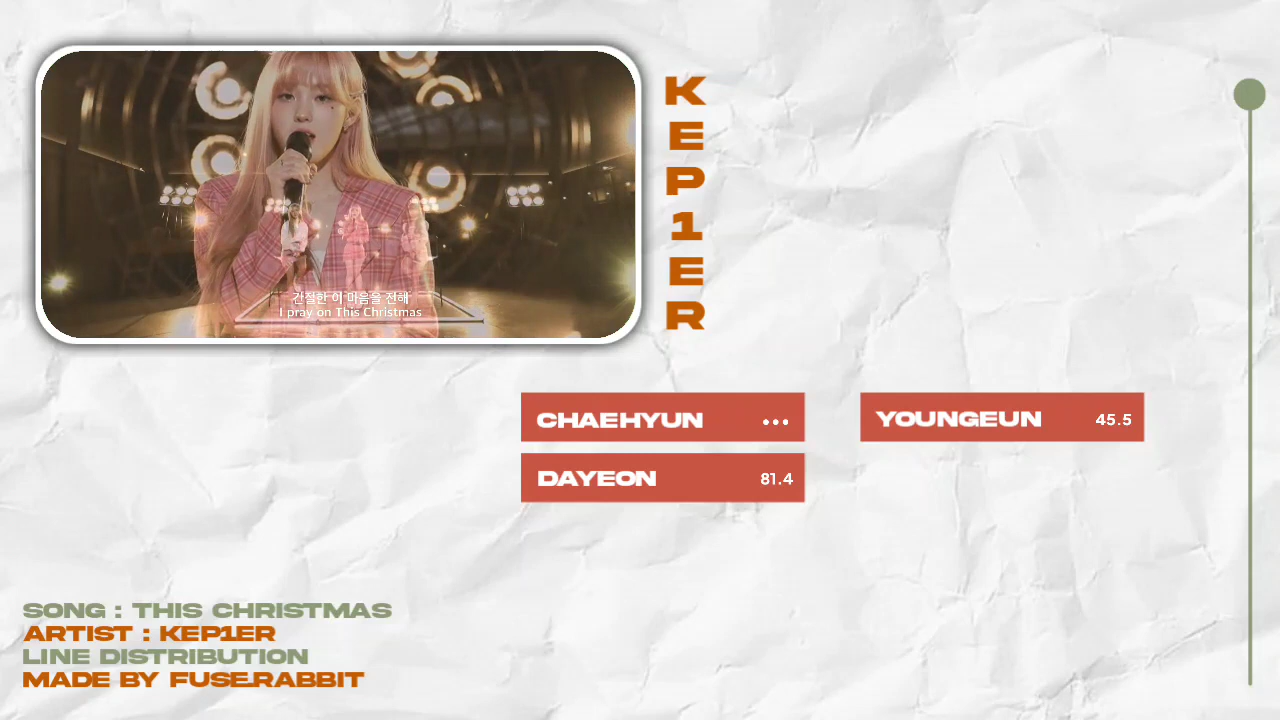 KEP1ER
간절한 이 마음을 전해
I pray on This Christmas
CHAEHYUN ...
YOUNGEUN 45.5
DAYEON 81.4
SONG : THIS CHRISTMAS
ARTIST : KEP1ER
LINE DISTRIBUTION
MADE BY FUSE.RABBIT